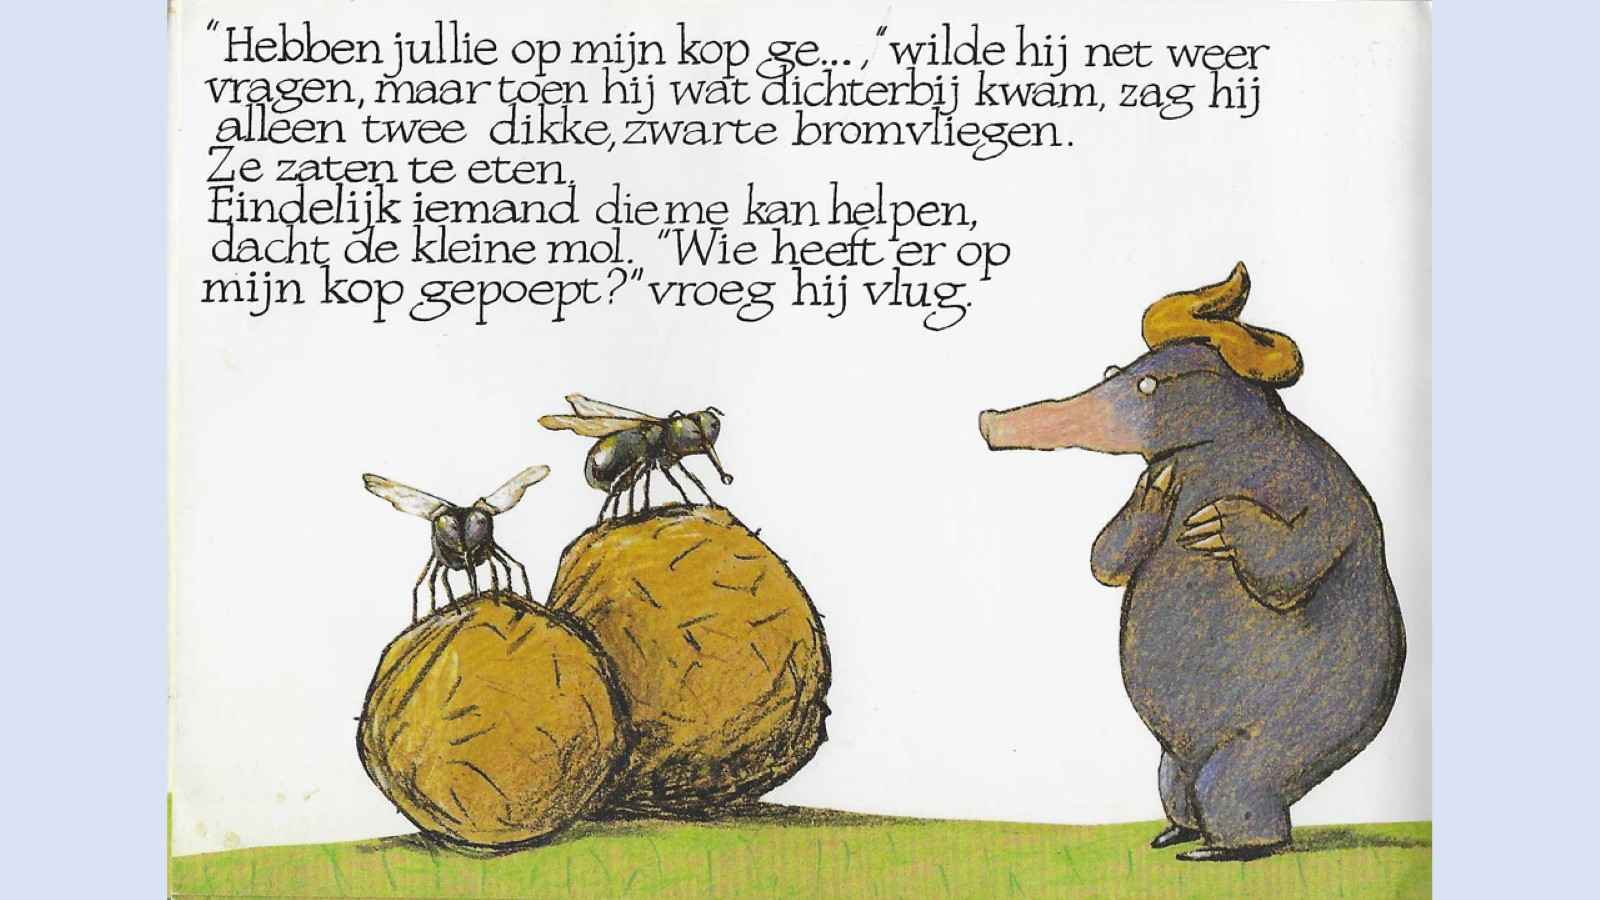 "Hebben jullie op mijn kop ge...,"wilde hij net weer
vragen, maar toen hij wat dichterbij kwam, zag hij
alleen twee dikke, zwarte bromvliegen.
Ze zaten te eten.
Eindelijk iemand die me kan helpen,
dacht de kleine mol. "Wie heeft er op
mijn kop gepoept?" vroeg hij vlug.